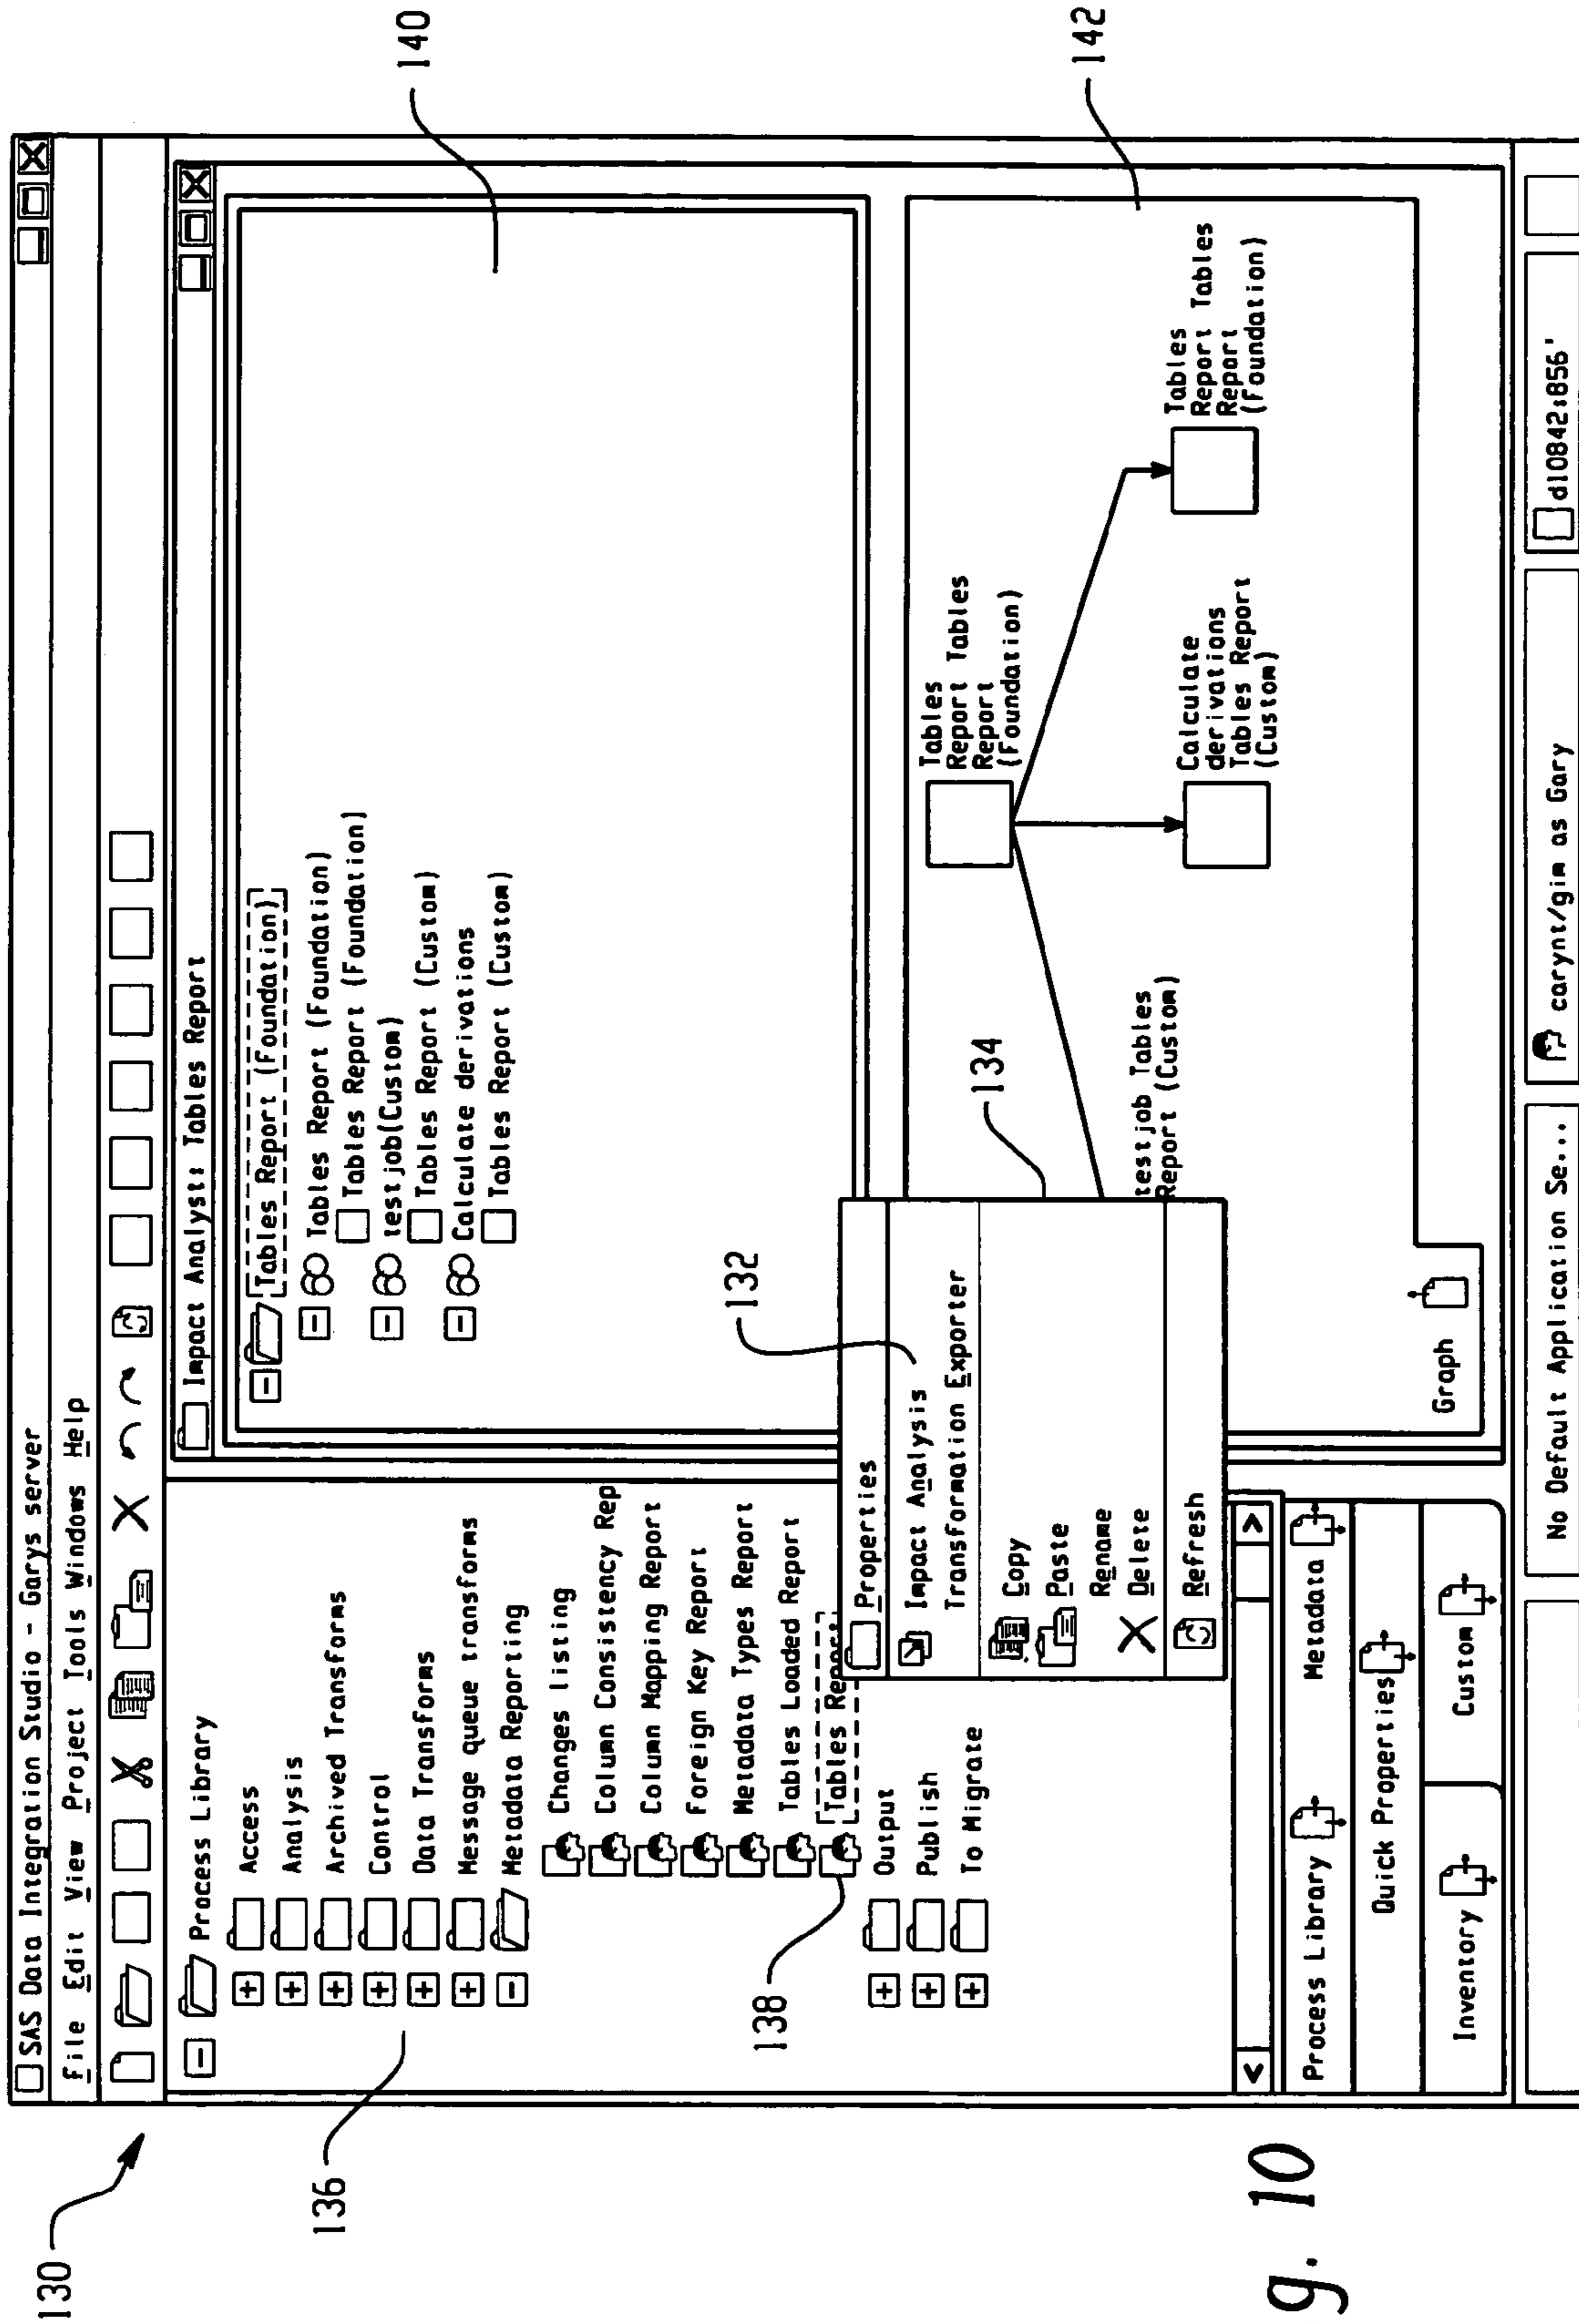 130
SAS Data Integration Studio - Garys server
File Edit View Project Tools Windows Help
136
Process Library
Access
Analysis
Archived Transforms
Control
Data Transforms
Message queue transforms
Metadata Reporting
Changes listing
Column Consistency Rep
Column Mapping Report
Foreign Key Report
Metadata Types Report
Tables Loaded Report
Tables Report
138
Output
Publish
To Migrate
Process Library
Metadata
Quick Properties
Inventory
Custom
Impact Analyst: Tables Report
Tables Report (Foundation)
Tables Report (Foundation)
Tables Report (Foundation)
testjob(Custom)
Tables Report (Custom)
Calculate derivations
Tables Report (Custom)
140
132
134
Properties
Impact Analysis
Transformation Exporter
Copy
Paste
Rename
Delete
Refresh
Tables
Report Tables
Report
(Foundation)
testjob Tables
Report (Custom)
Calculate
derivations
Tables Report
(Custom)
Tables
Report Tables
Report
(Foundation)
142
Graph
No Default Application Se...
carynt/gim as Gary
d10842:856'
g. 10